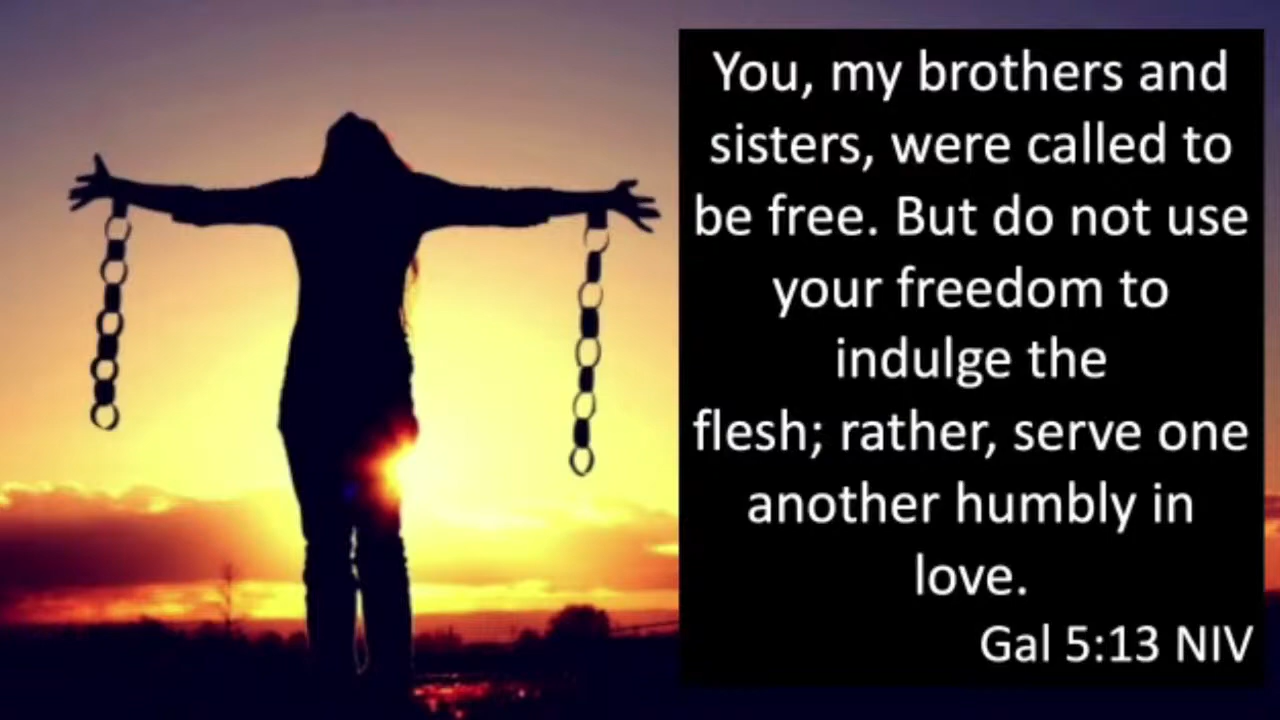 You, my brothers and
sisters, were called to
be free. But do not use
your freedom to
indulge the
flesh; rather, serve one
another humbly in
love.
Gal 5:13 NIV